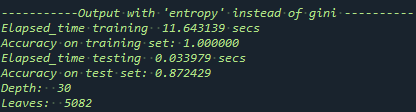 -----------Output with 'entropy' instead of gini ----------
Elapsed_time training  11.643139 secs
Accuracy on training set: 1.000000
Elapsed_time testing  0.033979 secs
Accuracy on test set: 0.872429
Depth:  30
Leaves:  5082